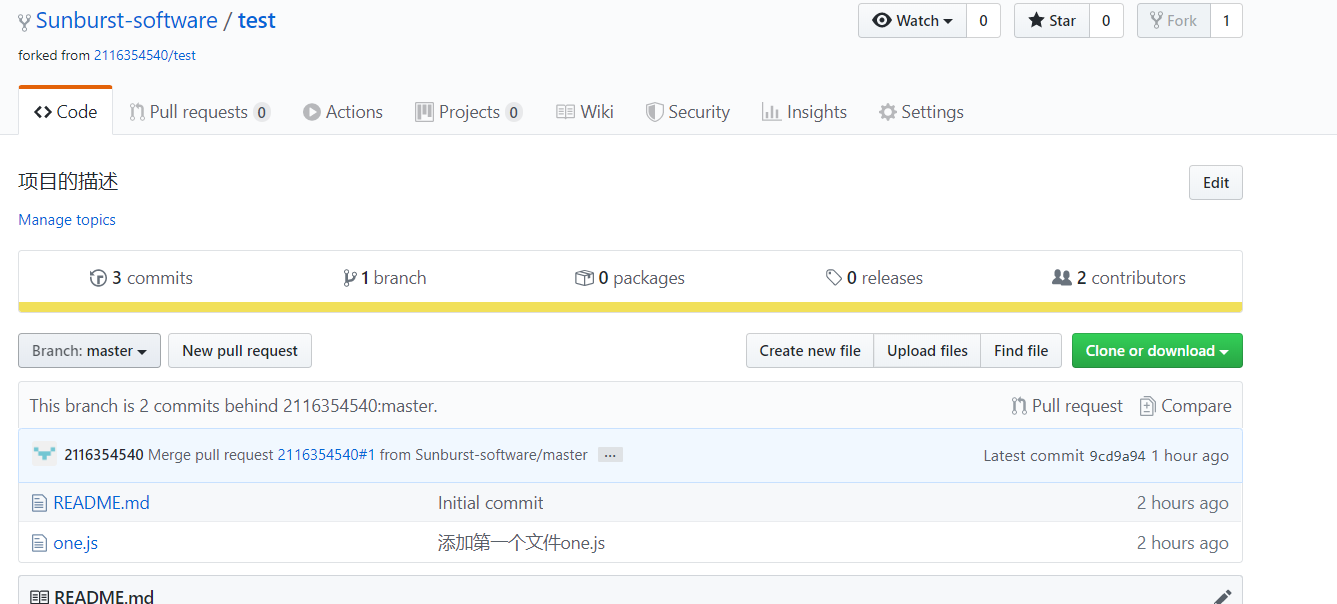 Sunburst-software / test
Watch 0 Star 0 Fork 1
forked from 2116354540/test
Code Pull requests 0 Actions Projects 0 Wiki Security Insights Settings
项目的描述 Edit
Manage topics
3 commits 1 branch 0 packages 0 releases 2 contributors
Branch: master New pull request Create new file Upload files Find file Clone or download
This branch is 2 commits behind 2116354540:master. Pull request Compare
2116354540 Merge pull request 2116354540#1 from Sunburst-software/master ... Latest commit 9cd9a94 1 hour ago
README.md Initial commit 2 hours ago
one.js 添加第一个文件one.js 2 hours ago
README.md